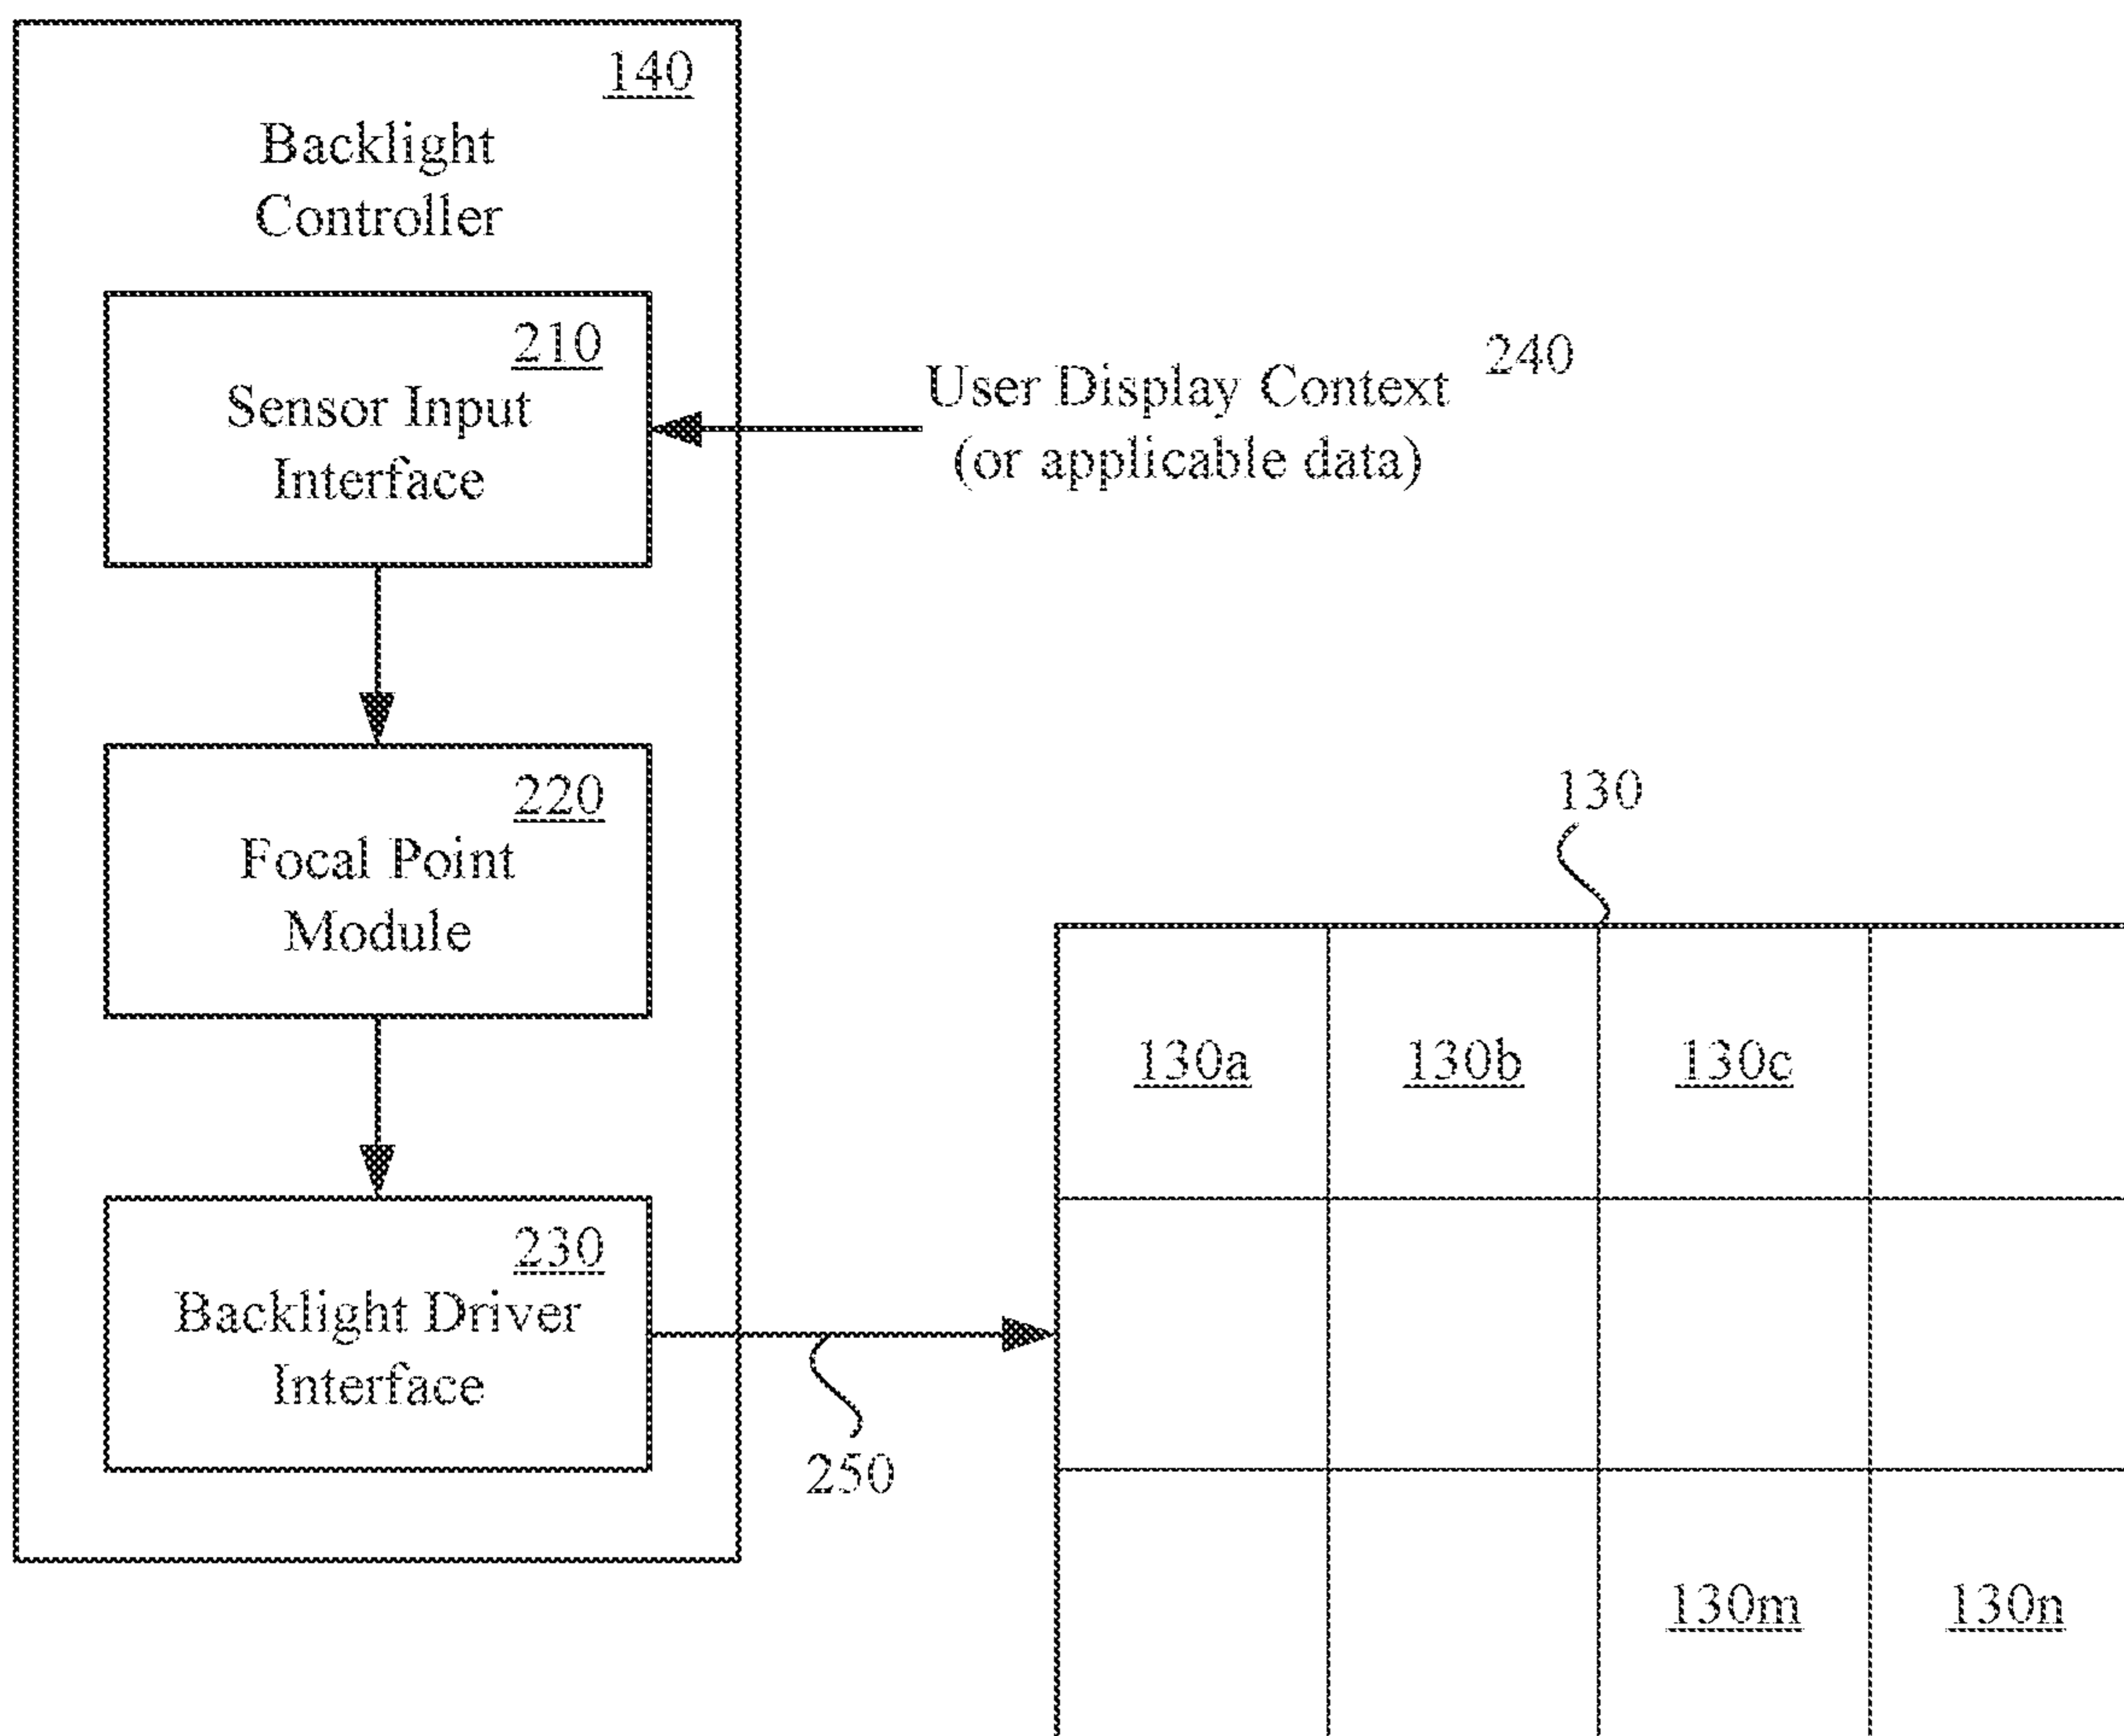 140
Backlight
Controller
210
Sensor Input
Interface
240
User Display Context
(or applicable data)
220
Focal Point
Module
130
130a 130b 130c
230
Backlight Driver
Interface
250
130m 130n